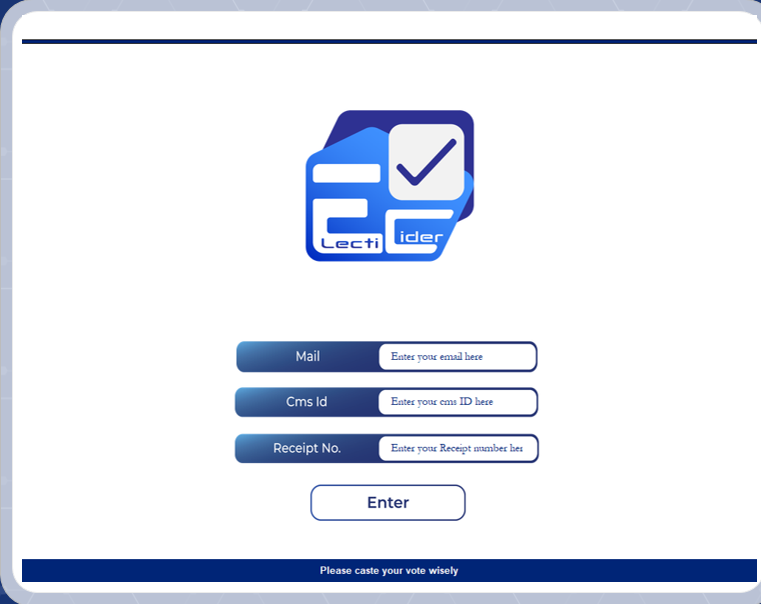 Lecti
ider
Mail
Enter your email here
Cms Id
Enter your cms ID here
Receipt No.
Enter your Receipt number her
Enter
Please caste your vote wisely